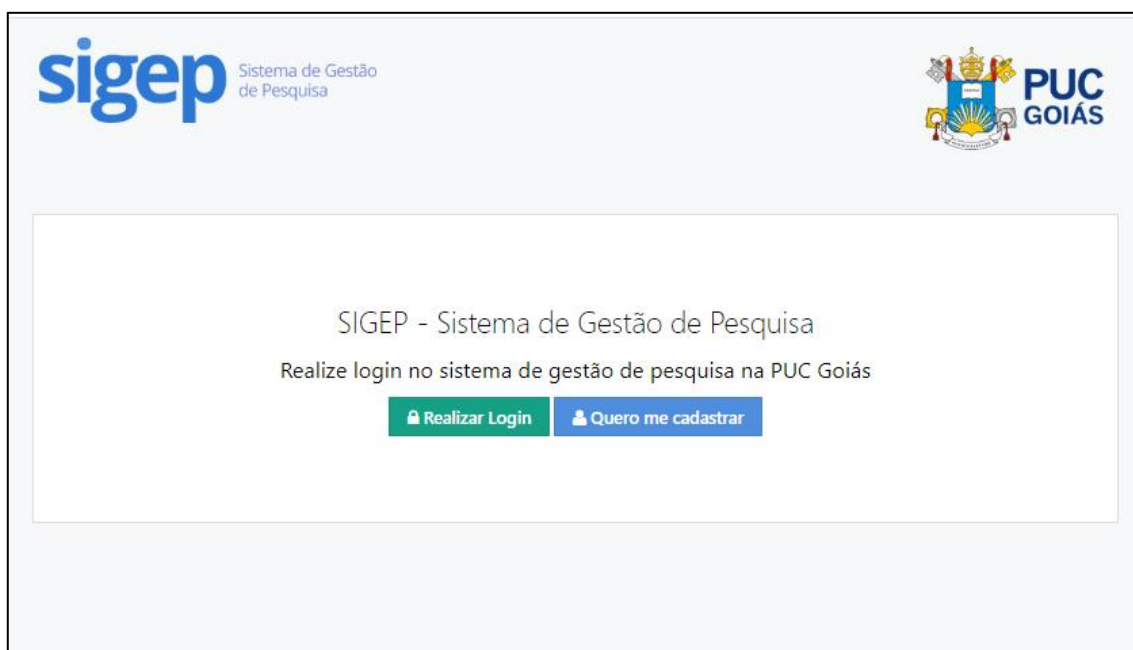 sigep
Sistema de Gestão
de Pesquisa
PUC
GOIÁS
SIGEP - Sistema de Gestão de Pesquisa
Realize login no sistema de gestão de pesquisa na PUC Goiás
Realizar Login
Quero me cadastrar